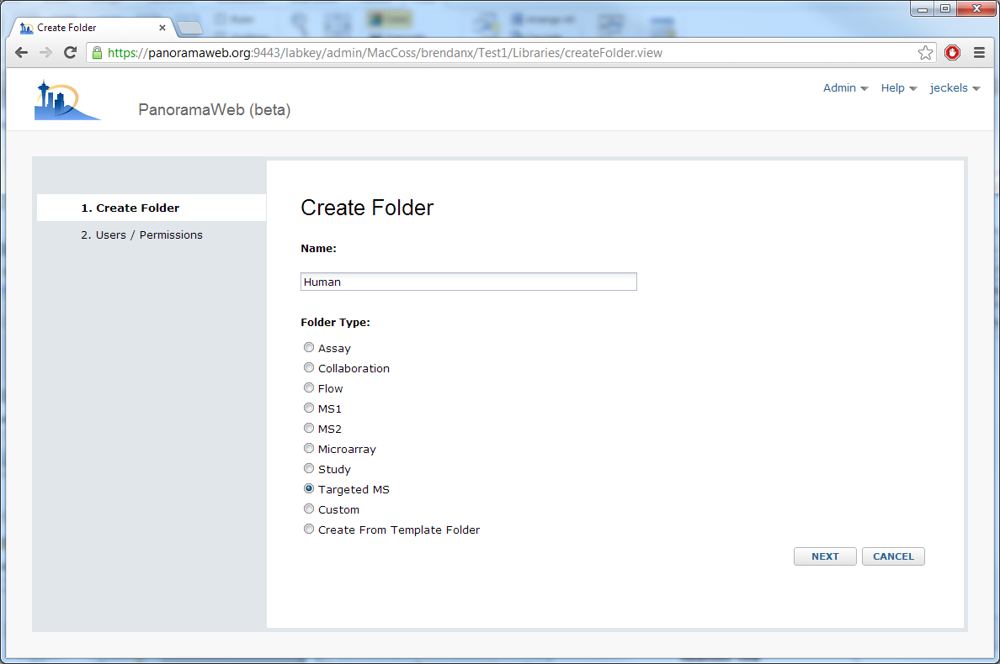 Create Folder
https://panoramaweb.org:9443/labkey/admin/MacCoss/brendanx/Test1/Libraries/createFolder.view
Admin Help jeckels
PanoramaWeb (beta)
1. Create Folder
2. Users / Permissions
Create Folder
Name:
Human
Folder Type:
Assay
Collaboration
Flow
MS1
MS2
Microarray
Study
Targeted MS
Custom
Create From Template Folder
NEXT CANCEL